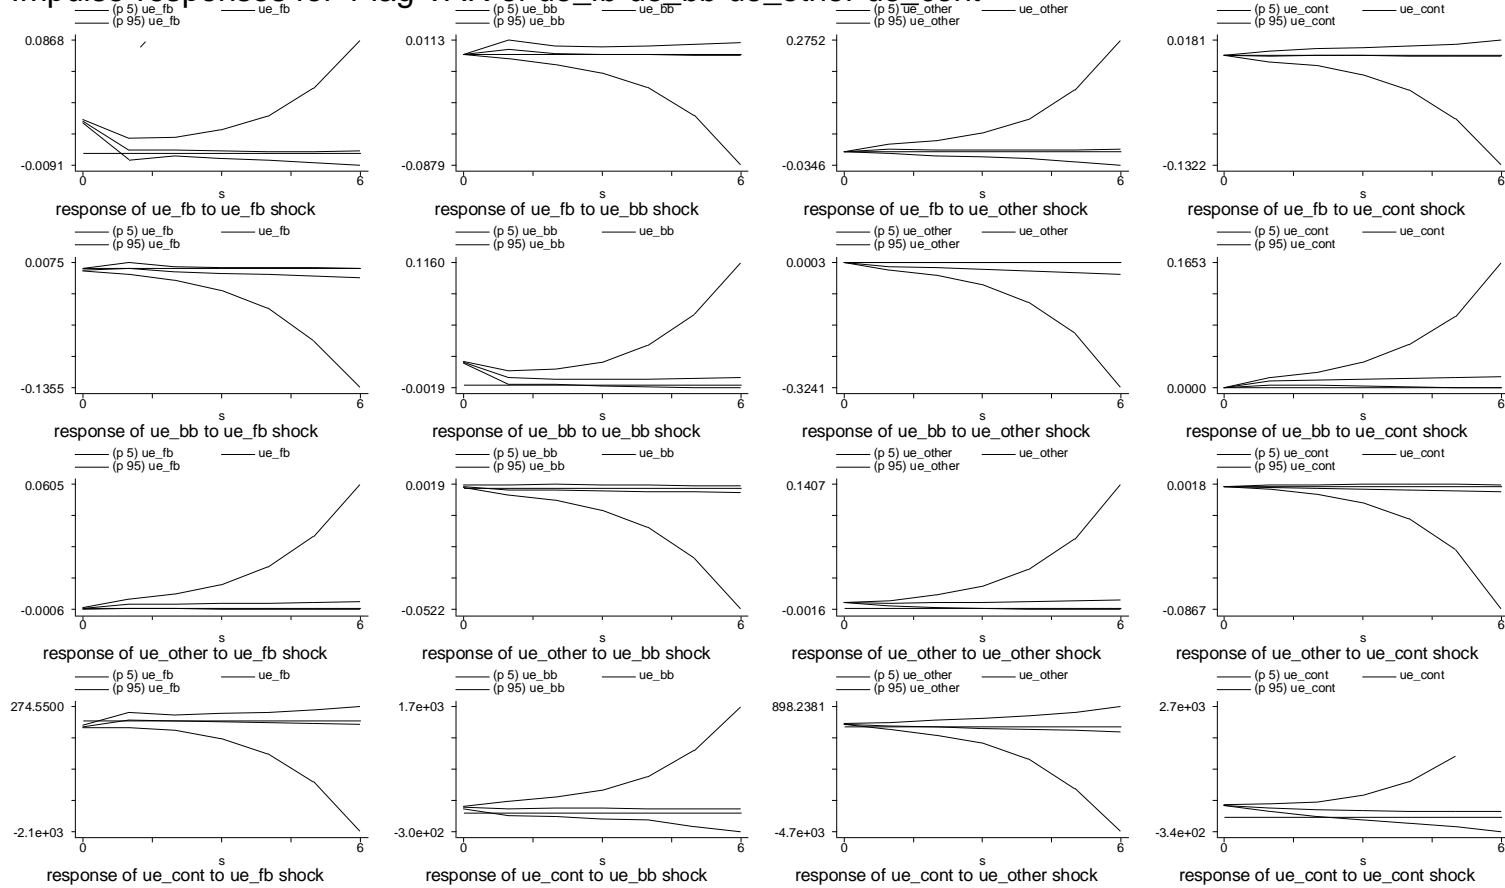 Impulse-responses for lag VAR of ue_fb ue_bb ue_other ue_cont
(p 5) ue_fb ue_fb
(p 95) ue_fb
0.0868
-0.0091
0 6
s
response of ue_fb to ue_fb shock
(p 5) ue_bb ue_bb
(p 95) ue_bb
0.0113
-0.0879
0 6
s
response of ue_fb to ue_bb shock
(p 5) ue_other ue_other
(p 95) ue_other
0.2752
-0.0346
0 6
s
response of ue_fb to ue_other shock
(p 5) ue_cont ue_cont
(p 95) ue_cont
0.0181
-0.1322
0 6
s
response of ue_fb to ue_cont shock
(p 5) ue_fb ue_fb
(p 95) ue_fb
0.0075
-0.1355
0 6
s
response of ue_bb to ue_fb shock
(p 5) ue_bb ue_bb
(p 95) ue_bb
0.1160
-0.0019
0 6
s
response of ue_bb to ue_bb shock
(p 5) ue_other ue_other
(p 95) ue_other
0.0003
-0.3241
0 6
s
response of ue_bb to ue_other shock
(p 5) ue_cont ue_cont
(p 95) ue_cont
0.1653
0.0000
0 6
s
response of ue_bb to ue_cont shock
(p 5) ue_fb ue_fb
(p 95) ue_fb
0.0605
-0.0006
0 6
s
response of ue_other to ue_fb shock
(p 5) ue_bb ue_bb
(p 95) ue_bb
0.0019
-0.0522
0 6
s
response of ue_other to ue_bb shock
(p 5) ue_other ue_other
(p 95) ue_other
0.1407
-0.0016
0 6
s
response of ue_other to ue_other shock
(p 5) ue_cont ue_cont
(p 95) ue_cont
0.0018
-0.0867
0 6
s
response of ue_other to ue_cont shock
(p 5) ue_fb ue_fb
(p 95) ue_fb
274.5500
-2.1e+03
0 6
s
response of ue_cont to ue_fb shock
(p 5) ue_bb ue_bb
(p 95) ue_bb
1.7e+03
-3.0e+02
0 6
s
response of ue_cont to ue_bb shock
(p 5) ue_other ue_other
(p 95) ue_other
898.2381
-4.7e+03
0 6
s
response of ue_cont to ue_other shock
(p 5) ue_cont ue_cont
(p 95) ue_cont
2.7e+03
-3.4e+02
0 6
s
response of ue_cont to ue_cont shock